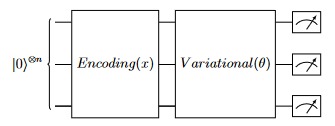 |0⟩⊗n Encoding(x) Variational(θ)